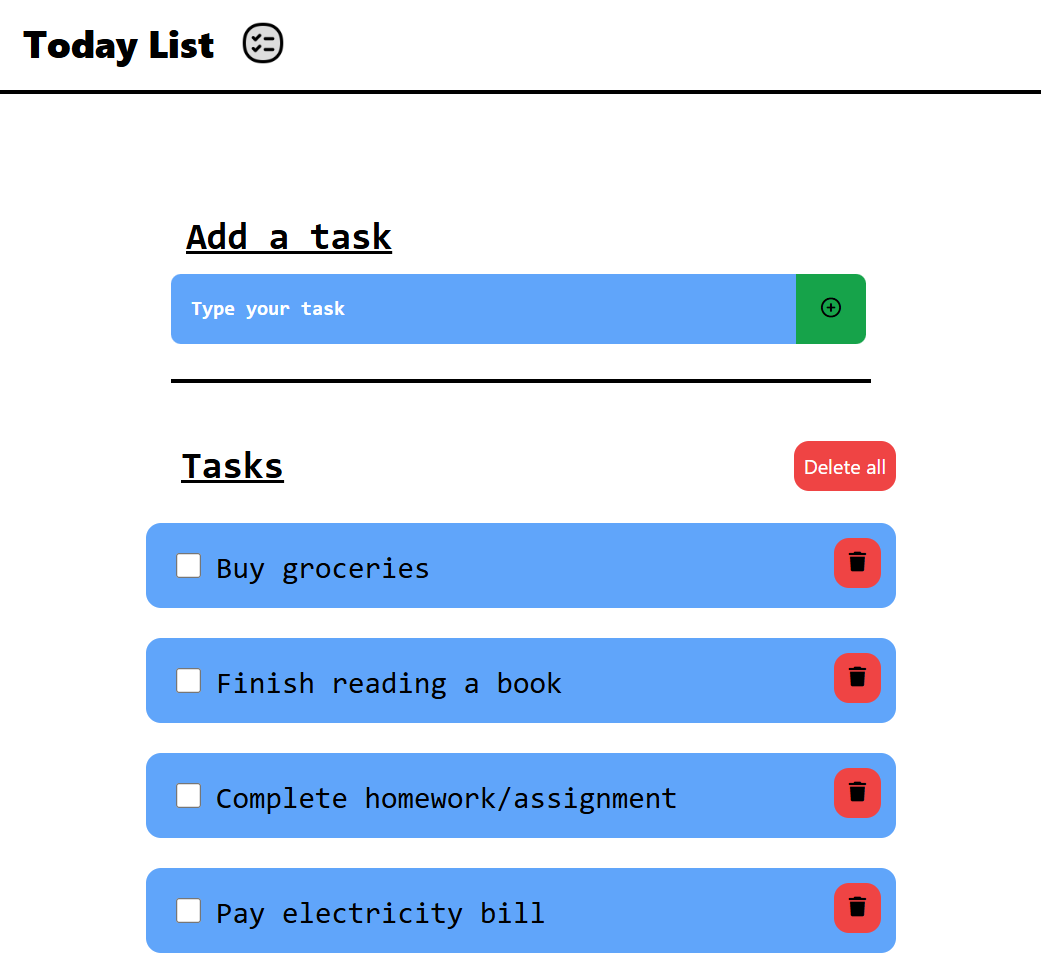 Today List
Add a task
Type your task
Tasks
Delete all
Buy groceries
Finish reading a book
Complete homework/assignment
Pay electricity bill